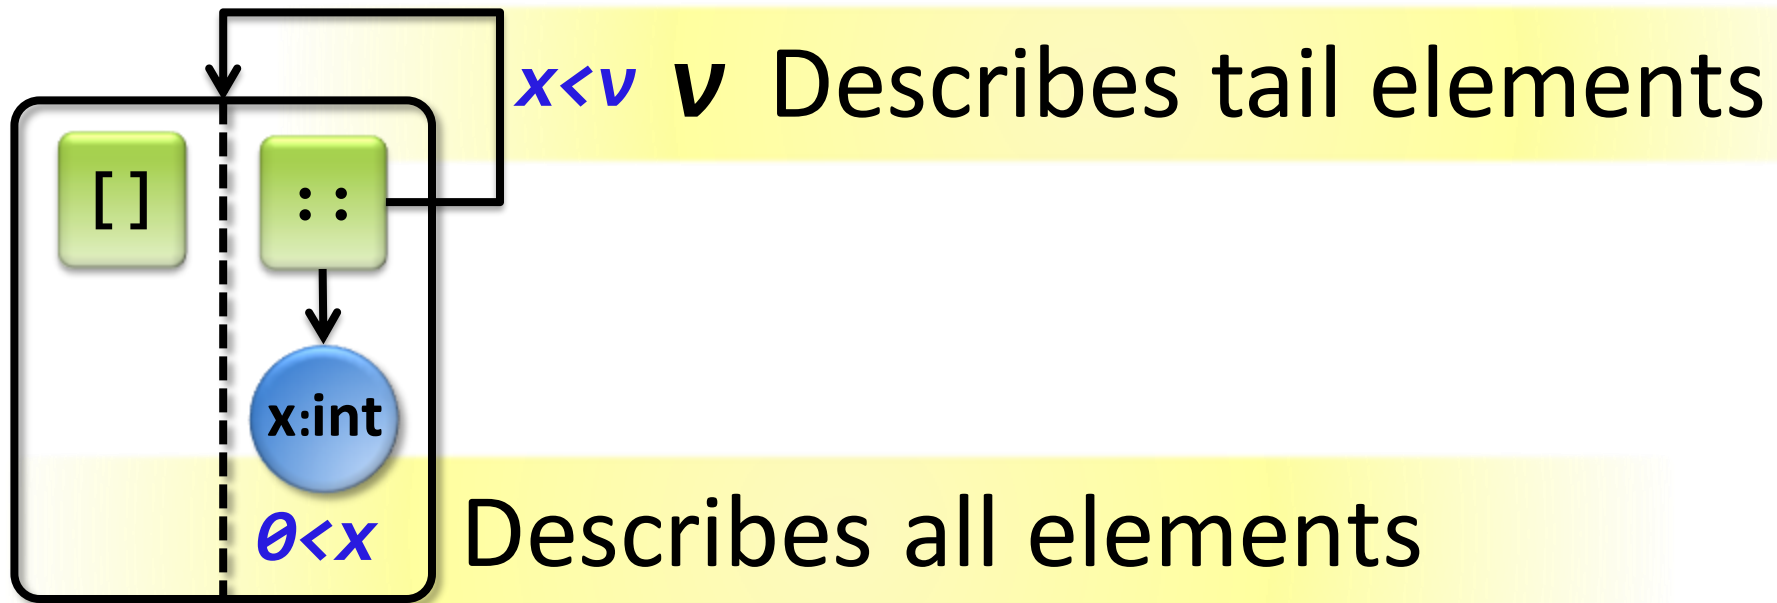 x<ν ν Describes tail elements
[] ::
x:int
0<x Describes all elements